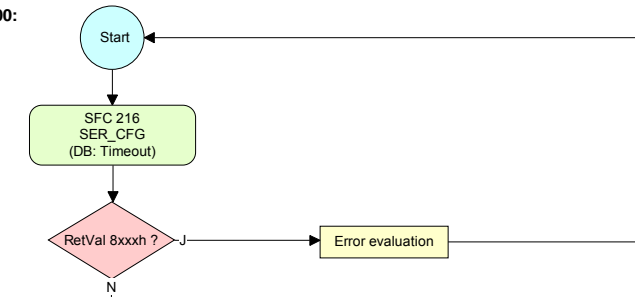 00:
Start
SFC 216
SER_CFG
(DB: Timeout)
RetVal 8xxxh ?
J
Error evaluation
N